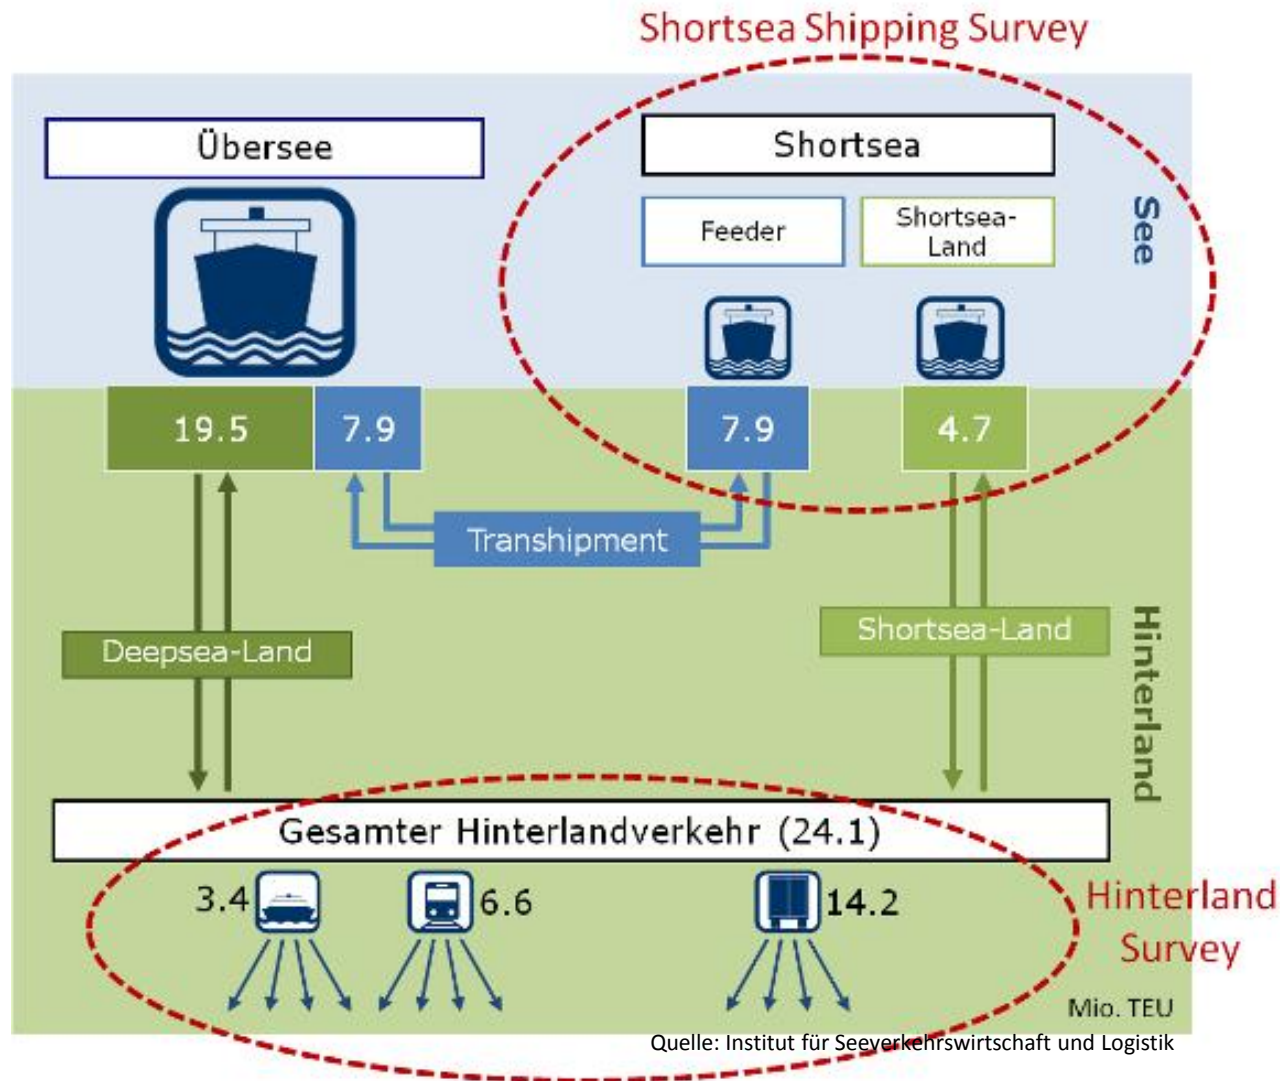 Shortsea Shipping Survey
Übersee
Shortsea
Feeder
Shortsea-
Land
See
19.5
7.9
7.9
4.7
Transhipment
Deepsea-Land
Shortsea-Land
Hinterland
Gesamter Hinterlandverkehr (24.1)
3.4
6.6
14.2
Hinterland
Survey
Mio. TEU
Quelle: Institut für Seeverkehrswirtschaft und Logistik